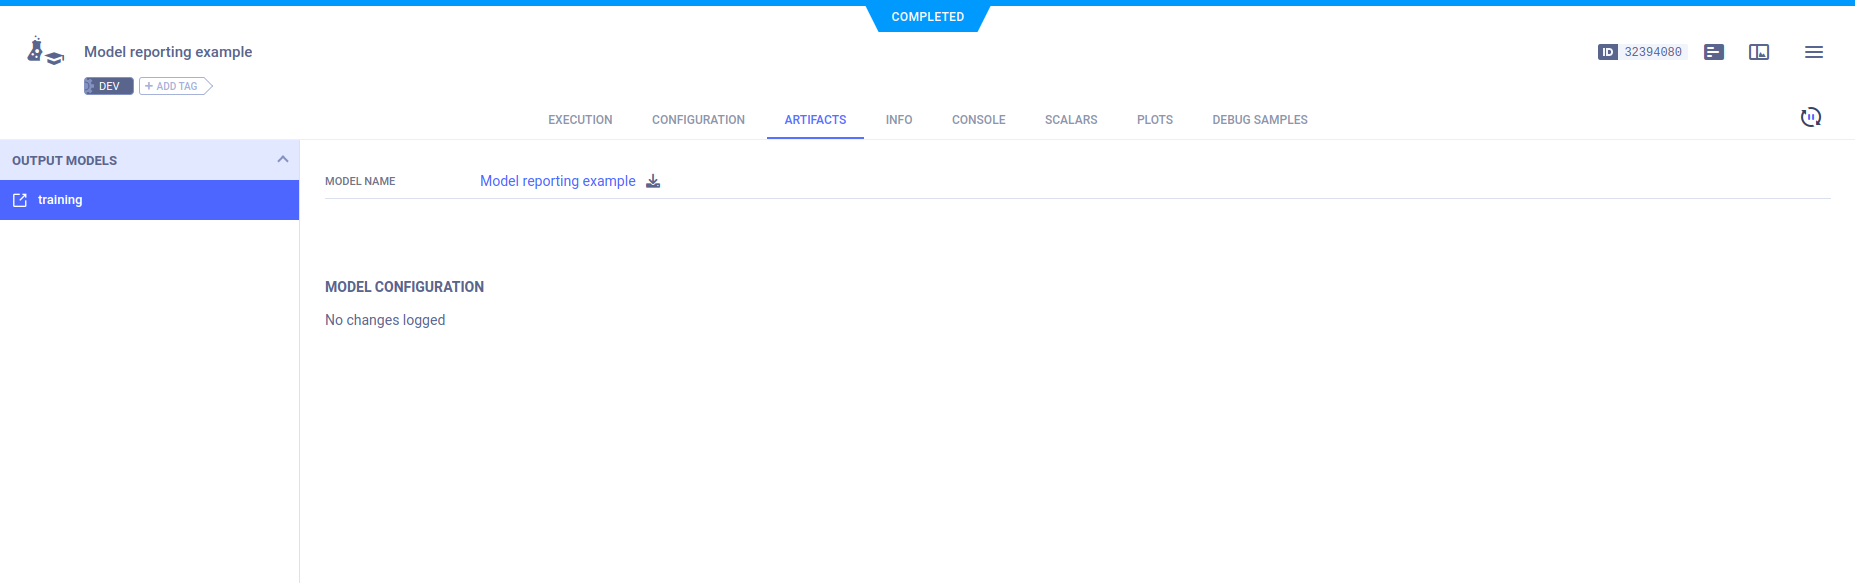 COMPLETED
Model reporting example
ID 32394080
DEV
+ ADD TAG
EXECUTION CONFIGURATION ARTIFACTS INFO CONSOLE SCALARS PLOTS DEBUG SAMPLES
OUTPUT MODELS
training
MODEL NAME Model reporting example
MODEL CONFIGURATION
No changes logged